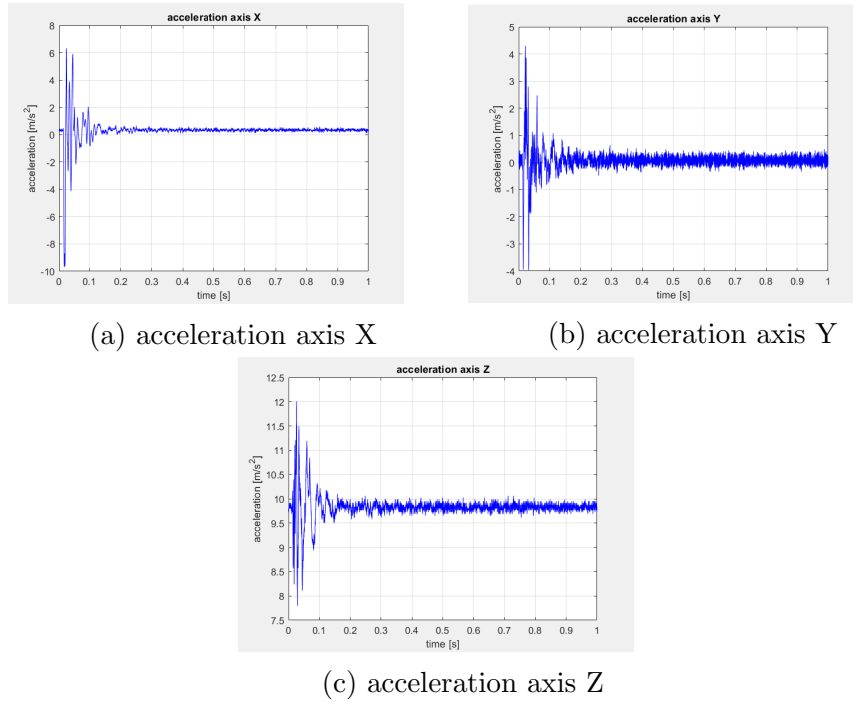 acceleration axis X
8
6
4
2
0
-2
-4
-6
-8
-10
acceleration [m/s²]
0 0.1 0.2 0.3 0.4 0.5 0.6 0.7 0.8 0.9 1
time [s]
(a) acceleration axis X
acceleration axis Y
5
4
3
2
1
0
-1
-2
-3
-4
acceleration [m/s²]
0 0.1 0.2 0.3 0.4 0.5 0.6 0.7 0.8 0.9 1
time [s]
(b) acceleration axis Y
acceleration axis Z
12.5
12
11.5
11
10.5
10
9.5
9
8.5
8
7.5
acceleration [m/s²]
0 0.1 0.2 0.3 0.4 0.5 0.6 0.7 0.8 0.9 1
time [s]
(c) acceleration axis Z